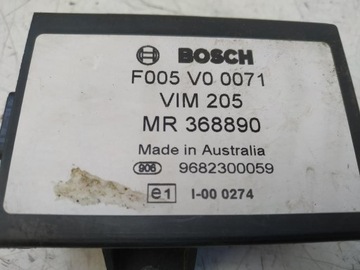 BOSCH
F005 V0 0071
VIM 205
MR 368890
Made in Australia
906 9682300059
e1 I-00 0274